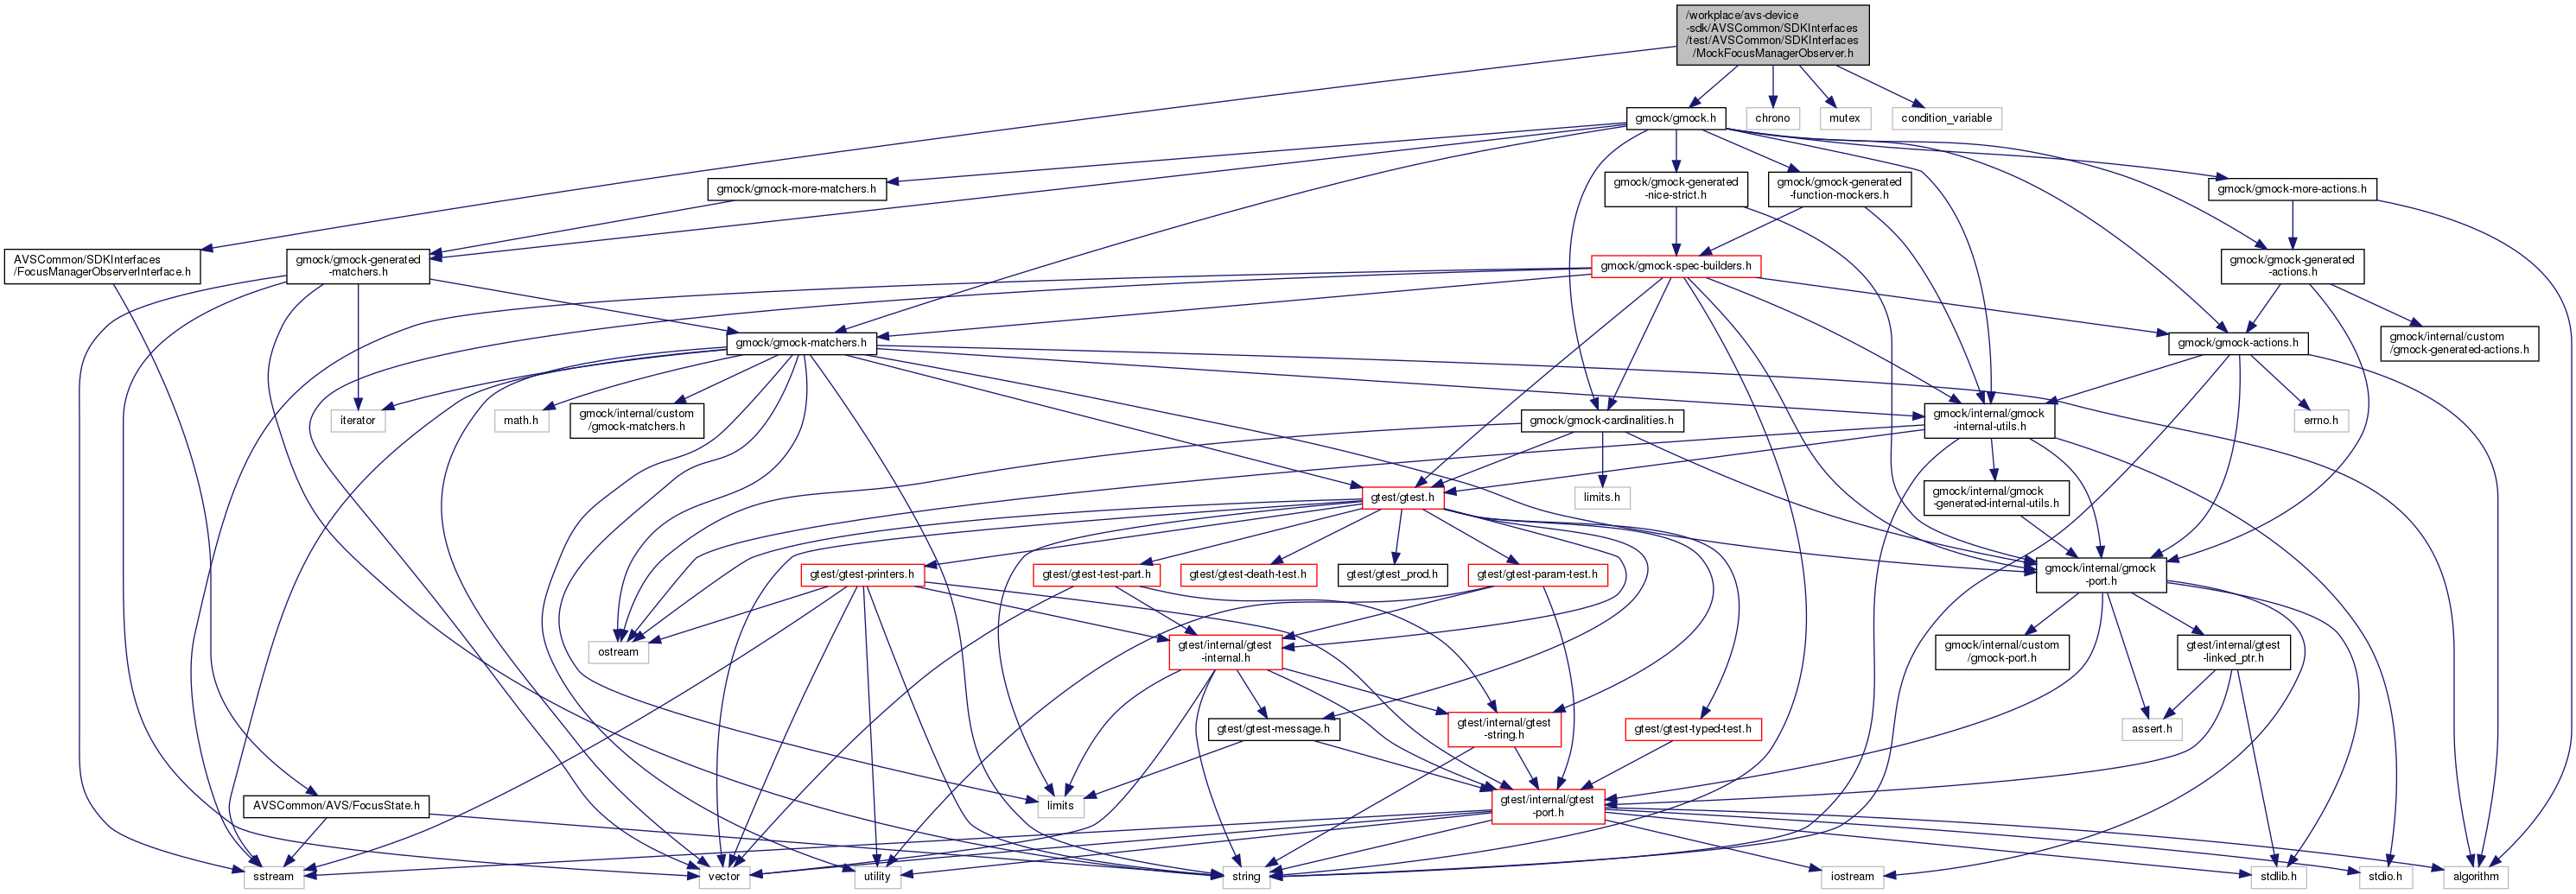 /workplace/avs-device
-sdk/AVSCommon/SDKInterfaces
/test/AVSCommon/SDKInterfaces
/MockFocusManagerObserver.h
gmock/gmock.h
chrono
mutex
condition_variable
gmock/gmock-more-matchers.h
gmock/gmock-generated
-nice-strict.h
gmock/gmock-generated
-function-mockers.h
gmock/gmock-more-actions.h
AVSCommon/SDKInterfaces
/FocusManagerObserverInterface.h
gmock/gmock-generated
-matchers.h
gmock/gmock-spec-builders.h
gmock/gmock-generated
-actions.h
gmock/gmock-matchers.h
gmock/gmock-actions.h
gmock/internal/custom
/gmock-generated-actions.h
iterator
math.h
gmock/internal/custom
/gmock-matchers.h
gmock/gmock-cardinalities.h
gmock/internal/gmock
-internal-utils.h
errno.h
gtest/gtest.h
limits.h
gmock/internal/gmock
-generated-internal-utils.h
gtest/gtest-printers.h
gtest/gtest-test-part.h
gtest/gtest-death-test.h
gtest/gtest_prod.h
gtest/gtest-param-test.h
gmock/internal/gmock
-port.h
ostream
gtest/internal/gtest
-internal.h
gmock/internal/custom
/gmock-port.h
gtest/internal/gtest
-linked_ptr.h
gtest/gtest-message.h
gtest/internal/gtest
-string.h
gtest/gtest-typed-test.h
assert.h
AVSCommon/AVS/FocusState.h
limits
gtest/internal/gtest
-port.h
sstream
vector
utility
string
iostream
stdlib.h
stdio.h
algorithm